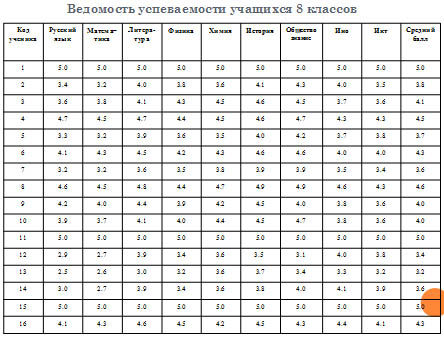 Ведомость успеваемости учащихся 8 классов
Код ученика Русский язык Матема-тика Литера-тура Физика Химия История Общество знание Ино Икт Средний балл
1 5.0 5.0 5.0 5.0 5.0 5.0 5.0 5.0 5.0 5.0
2 3.4 3.2 4.0 3.8 3.6 4.1 4.3 4.0 3.5 3.8
3 3.6 3.8 4.1 4.3 4.5 4.6 4.5 3.7 3.6 4.1
4 4.7 4.5 4.7 4.4 4.5 4.6 4.7 4.3 4.3 4.5
5 3.3 3.2 3.9 3.6 3.5 4.0 4.2 3.7 3.8 3.7
6 4.1 4.3 4.5 4.2 4.3 4.6 4.6 4.0 4.0 4.3
7 3.2 3.2 3.6 3.5 3.8 3.9 3.9 3.5 3.4 3.6
8 4.6 4.5 4.8 4.4 4.7 4.9 4.9 4.6 4.3 4.6
9 4.2 4.0 4.4 3.9 4.2 4.5 4.0 3.8 3.6 4.0
10 3.9 3.7 4.1 4.0 4.4 4.5 4.7 3.8 3.6 4.0
11 5.0 5.0 5.0 5.0 5.0 5.0 5.0 5.0 5.0 5.0
12 2.9 2.7 3.9 3.4 3.6 3.5 3.1 4.0 3.8 3.4
13 2.5 2.6 3.0 3.2 3.6 3.7 3.4 3.3 3.2 3.2
14 3.0 2.7 3.9 3.4 3.6 3.8 4.0 4.1 3.9 3.6
15 5.0 5.0 5.0 5.0 5.0 5.0 5.0 5.0 5.0 5.0
16 4.1 4.3 4.6 4.5 4.2 4.5 4.3 4.4 4.1 4.3